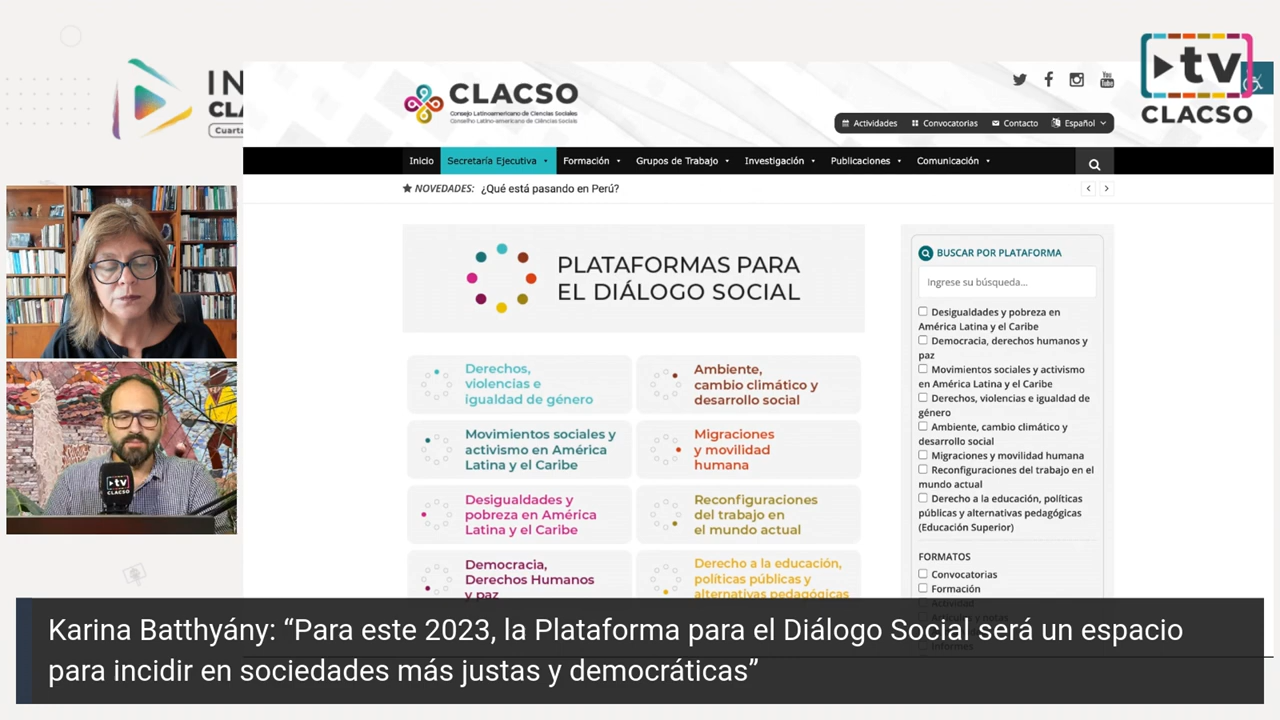 IN
CLA
Cuarta
CLACSO
Consejo Latinoamericano de Ciencias Sociales
Conselho Latino-americano de Ciências Sociais
tv
CLACSO
Actividades Convocatorias Contacto Español
Inicio Secretaría Ejecutiva Formación Grupos de Trabajo Investigación Publicaciones Comunicación
NOVEDADES: ¿Qué está pasando en Perú?
PLATAFORMAS PARA
EL DIÁLOGO SOCIAL
Derechos,
violencias e
igualdad de género
Ambiente,
cambio climático y
desarrollo social
Movimientos sociales y
activismo en América
Latina y el Caribe
Migraciones
y movilidad
humana
Desigualdades y
pobreza en América
Latina y el Caribe
Reconfiguraciones
del trabajo en
el mundo actual
Democracia,
Derechos Humanos
y paz
Derecho a la educación,
políticas públicas y
alternativas pedagógicas
BUSCAR POR PLATAFORMA
Ingrese su búsqueda...
Desigualdades y pobreza en
América Latina y el Caribe
Democracia, derechos humanos y
paz
Movimientos sociales y activismo
en América Latina y el Caribe
Derechos, violencias e igualdad de
género
Ambiente, cambio climático y
desarrollo social
Migraciones y movilidad humana
Reconfiguraciones del trabajo en el
mundo actual
Derecho a la educación, políticas
públicas y alternativas pedagógicas
(Educación Superior)
FORMATOS
Convocatorias
Formación
Actividad
Informes
tv
CLACSO
Karina Batthyány: “Para este 2023, la Plataforma para el Diálogo Social será un espacio
para incidir en sociedades más justas y democráticas”